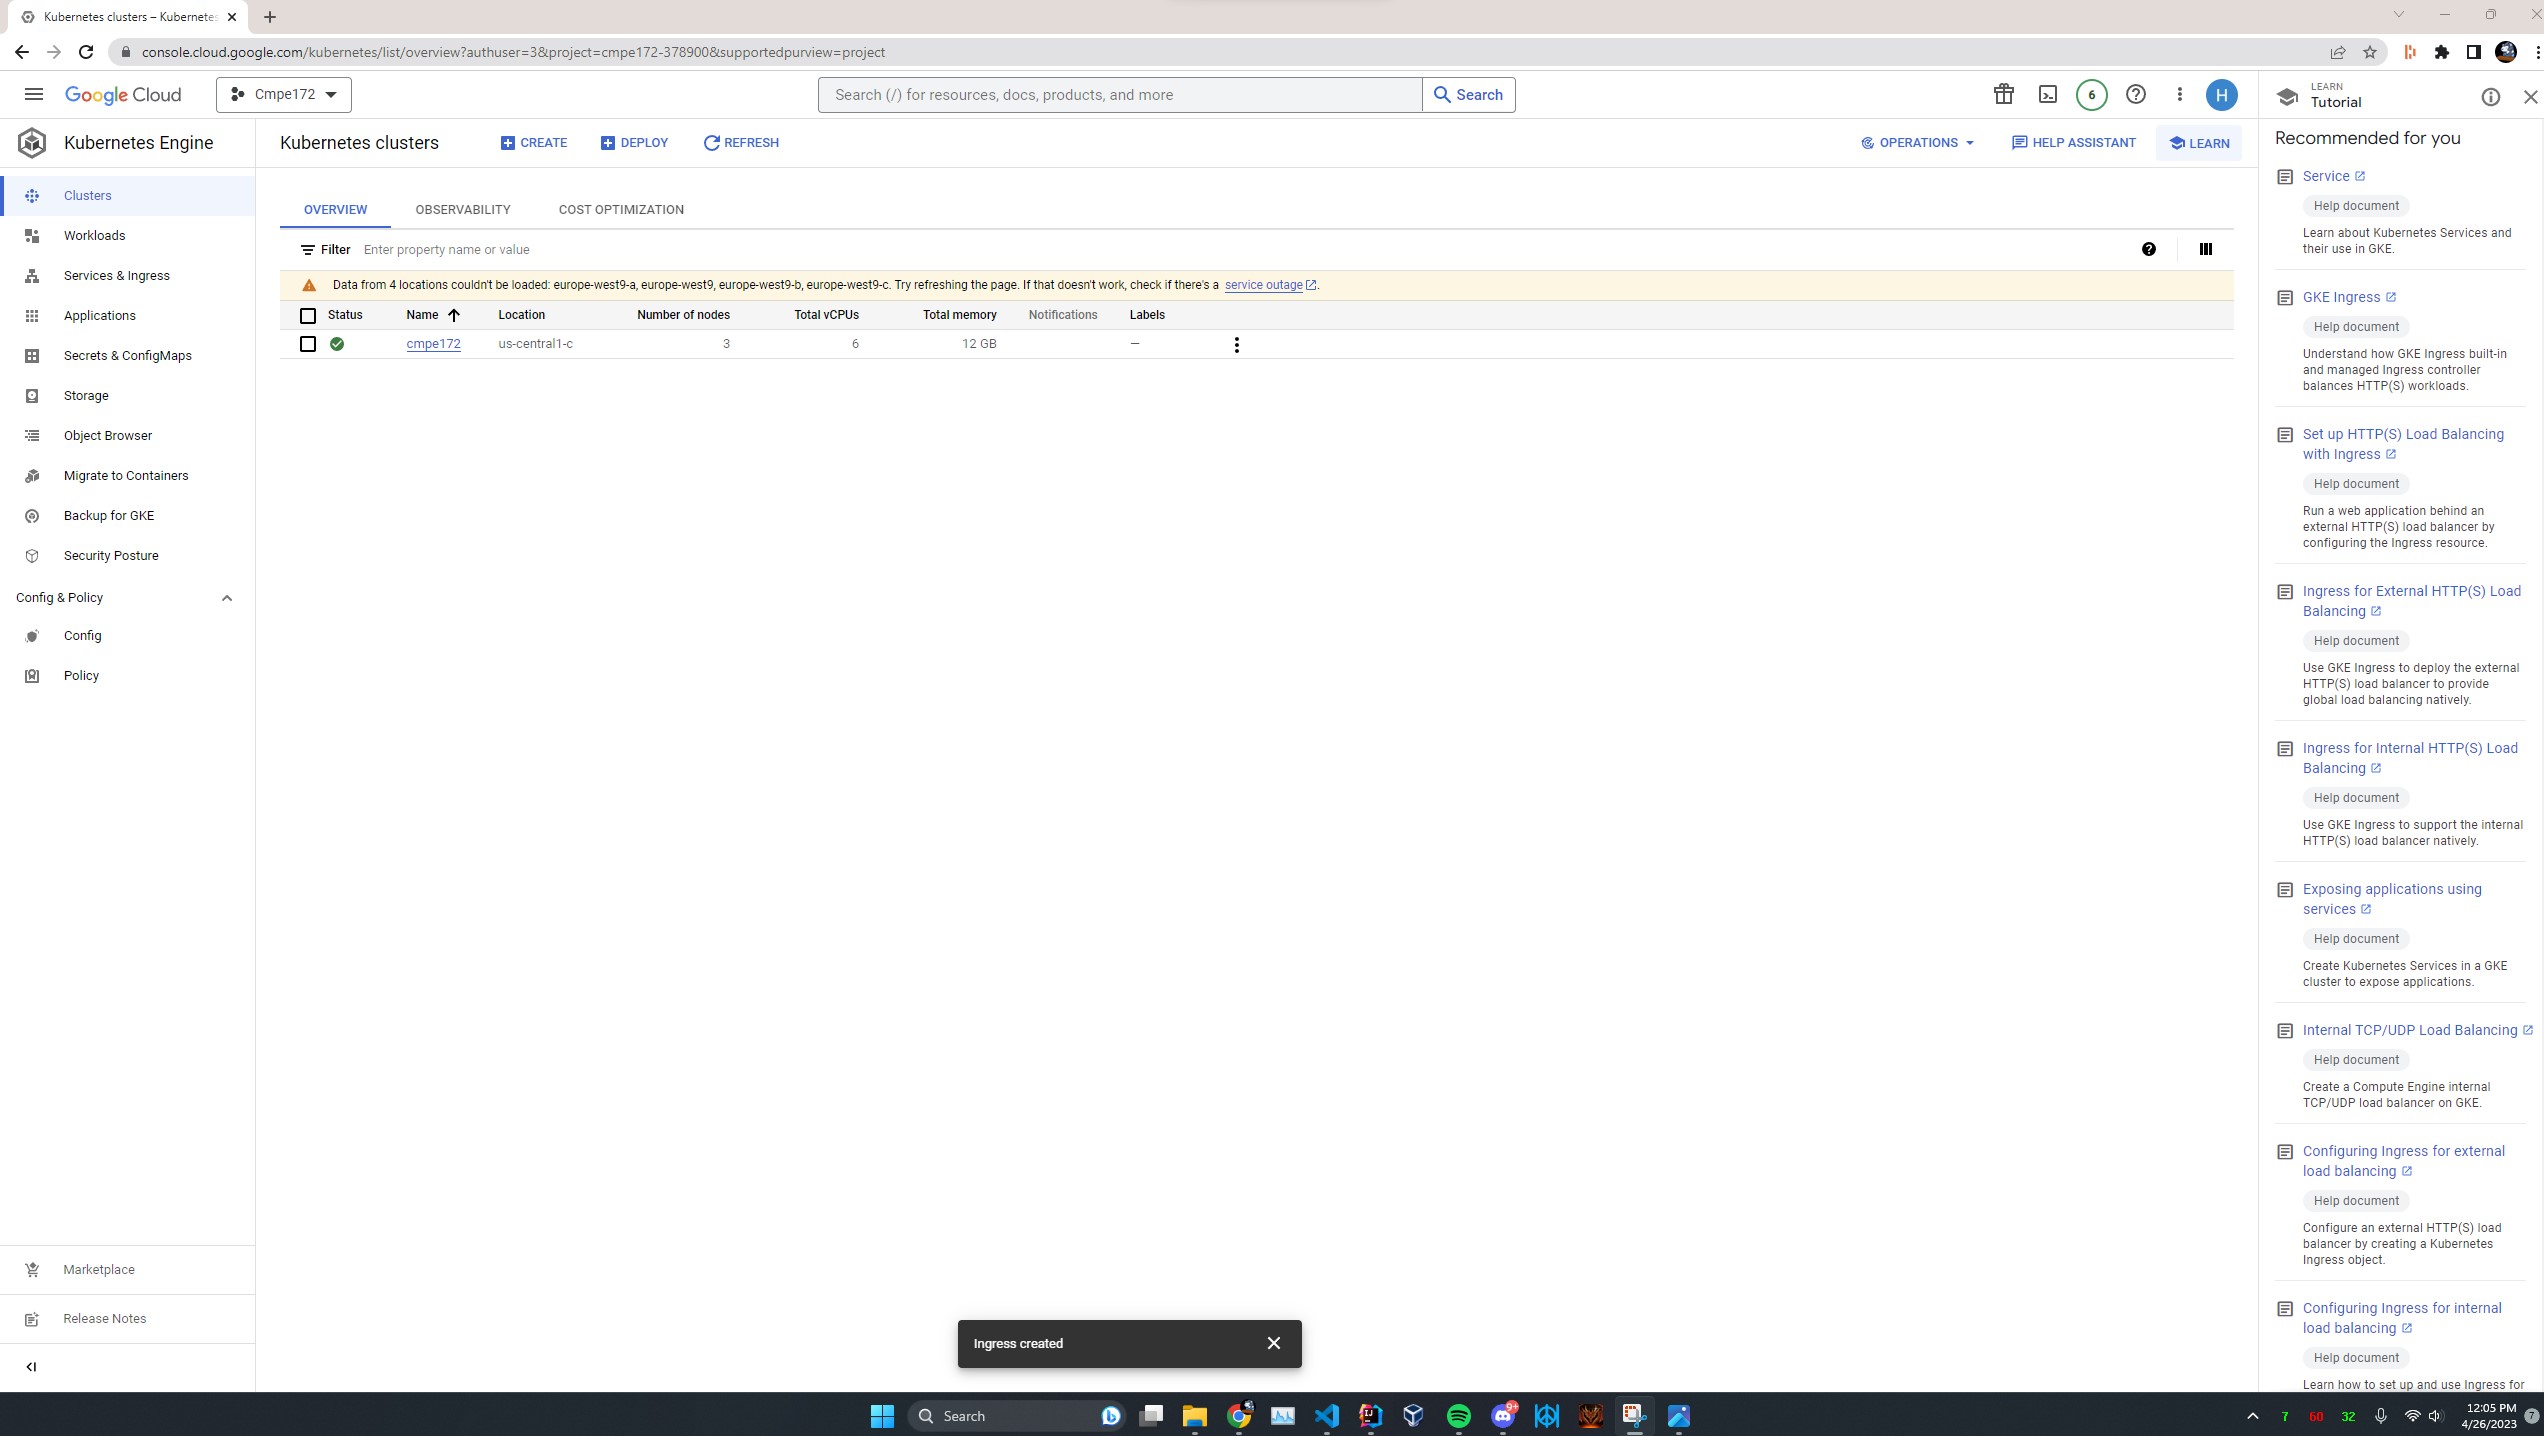 Kubernetes clusters – Kubernetes
console.cloud.google.com/kubernetes/list/overview?authuser=3&project=cmpe172-378900&supportedpurview=project
Google Cloud
Cmpe172
Search (/) for resources, docs, products, and more
Search
6
H
LEARN
Tutorial
Kubernetes Engine
Clusters
Workloads
Services & Ingress
Applications
Secrets & ConfigMaps
Storage
Object Browser
Migrate to Containers
Backup for GKE
Security Posture
Config & Policy
Config
Policy
Marketplace
Release Notes
Kubernetes clusters
CREATE
DEPLOY
REFRESH
OPERATIONS
HELP ASSISTANT
LEARN
OVERVIEW OBSERVABILITY COST OPTIMIZATION
Filter Enter property name or value
Data from 4 locations couldn't be loaded: europe-west9-a, europe-west9, europe-west9-b, europe-west9-c. Try refreshing the page. If that doesn't work, check if there's a service outage.
Status Name Location Number of nodes Total vCPUs Total memory Notifications Labels
cmpe172 us-central1-c 3 6 12 GB —
Ingress created
Recommended for you
Service
Help document
Learn about Kubernetes Services and
their use in GKE.
GKE Ingress
Help document
Understand how GKE Ingress built-in
and managed Ingress controller
balances HTTP(S) workloads.
Set up HTTP(S) Load Balancing
with Ingress
Help document
Run a web application behind an
external HTTP(S) load balancer by
configuring the Ingress resource.
Ingress for External HTTP(S) Load
Balancing
Help document
Use GKE Ingress to deploy the external
HTTP(S) load balancer to provide
global load balancing natively.
Ingress for Internal HTTP(S) Load
Balancing
Help document
Use GKE Ingress to support the internal
HTTP(S) load balancer natively.
Exposing applications using
services
Help document
Create Kubernetes Services in a GKE
cluster to expose applications.
Internal TCP/UDP Load Balancing
Help document
Create a Compute Engine internal
TCP/UDP load balancer on GKE.
Configuring Ingress for external
load balancing
Help document
Configure an external HTTP(S) load
balancer by creating a Kubernetes
Ingress object.
Configuring Ingress for internal
load balancing
Help document
Learn how to set up and use Ingress for
Search
9+
7
60
32
12:05 PM
4/26/2023
7